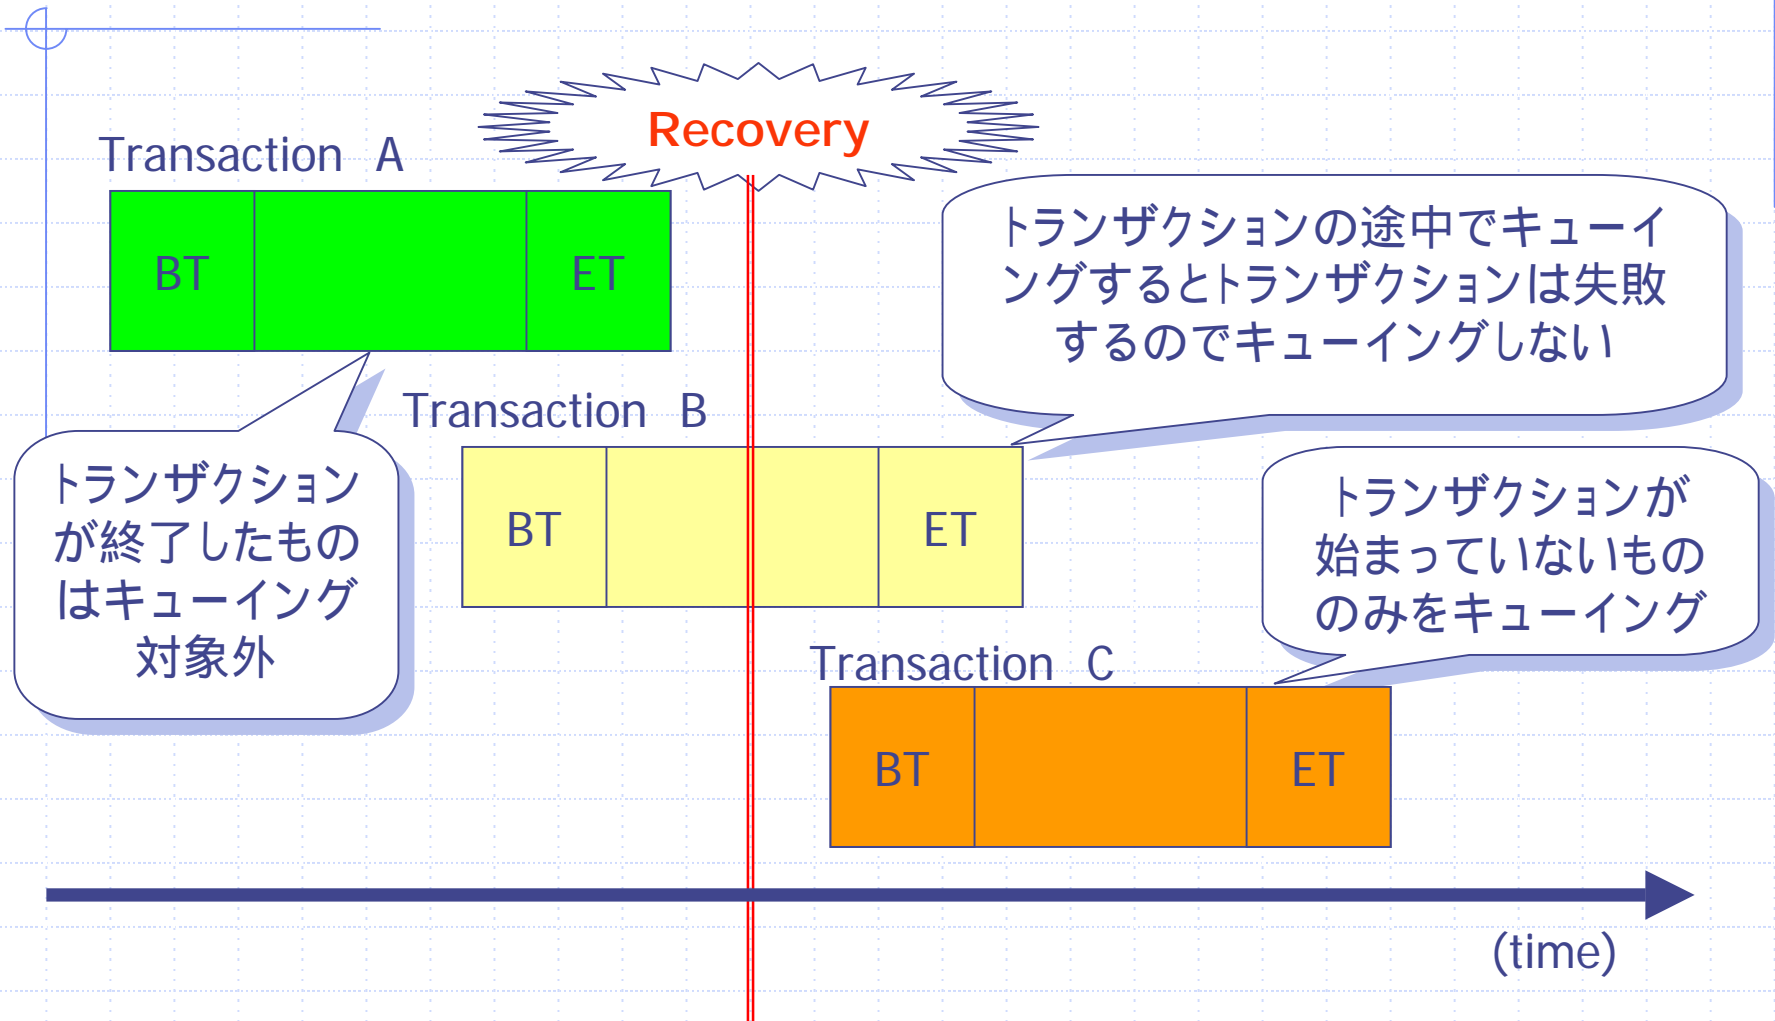 Recovery
Transaction A
BT
ET
トランザクションの途中でキューイ
ングするとトランザクションは失敗
するのでキューイングしない
Transaction B
BT
ET
トランザクション
が終了したもの
はキューイング
対象外
トランザクションが
始まっていないもの
のみをキューイング
Transaction C
BT
ET
(time)